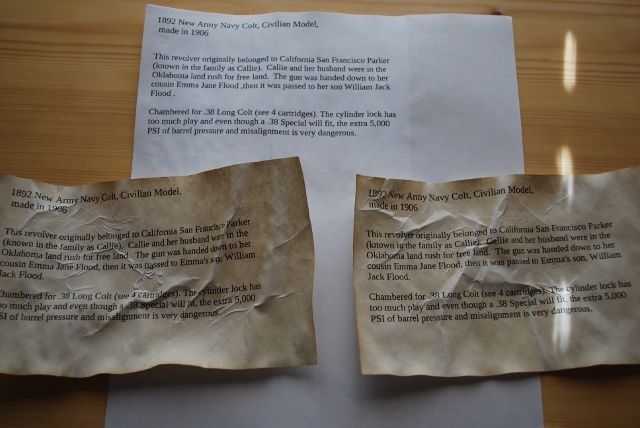 1892 New Army Navy Colt, Civilian Model,
made in 1906
This revolver originally belonged to California San Francisco Parker
(known in the family as Callie). Callie and her husband were in the
Oklahoma land rush for free land. The gun was handed down to her
cousin Emma Jane Flood ,then it was passed to her son William Jack
Flood .
Chambered for .38 Long Colt (see 4 cartridges). The cylinder lock has
too much play and even though a .38 Special will fit, the extra 5,000
PSI of barrel pressure and misalignment is very dangerous.
1892 New Army Navy Colt, Civilian Model,
made in 1906
This revolver originally belonged to California San Francisco Parker
(known in the family as Callie). Callie and her husband were in the
Oklahoma land rush for free land. The gun was handed down to her
cousin Emma Jane Flood, then it was passed to Emma's son, William
Jack Flood.
Chambered for .38 Long Colt (see 4 cartridges). The cylinder lock has
too much play and even though a .38 Special will fit, the extra 5,000
PSI of barrel pressure and misalignment is very dangerous.
1892 New Army Navy Colt, Civilian Model,
made in 1906
This revolver originally belonged to California San Francisco Parker
(known in the family as Callie). Callie and her husband were in the
Oklahoma land rush for free land. The gun was handed down to her
cousin Emma Jane Flood, then it was passed to Emma's son, William
Jack Flood.
Chambered for .38 Long Colt (see 4 cartridges). The cylinder lock has
too much play and even though a .38 Special will fit, the extra 5,000
PSI of barrel pressure and misalignment is very dangerous.